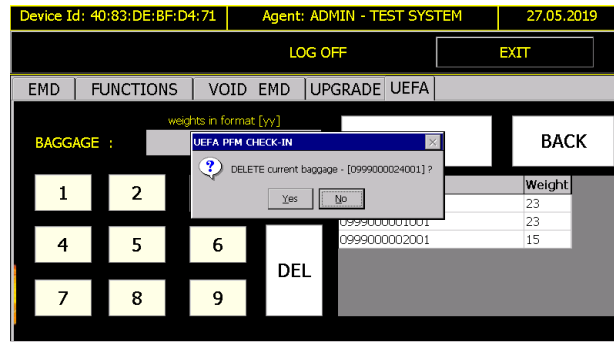 Device Id: 40:83:DE:BF:D4:71 Agent: ADMIN - TEST SYSTEM 27.05.2019
LOG OFF EXIT
EMD FUNCTIONS VOID EMD UPGRADE UEFA
weights in format [yy]
BAGGAGE : BACK
UEFA PFM CHECK-IN
DELETE current baggage - [0999000024001] ?
Yes No
Weight
23
0999000001001 23
0999000002001 15
1 2
4 5 6
DEL
7 8 9